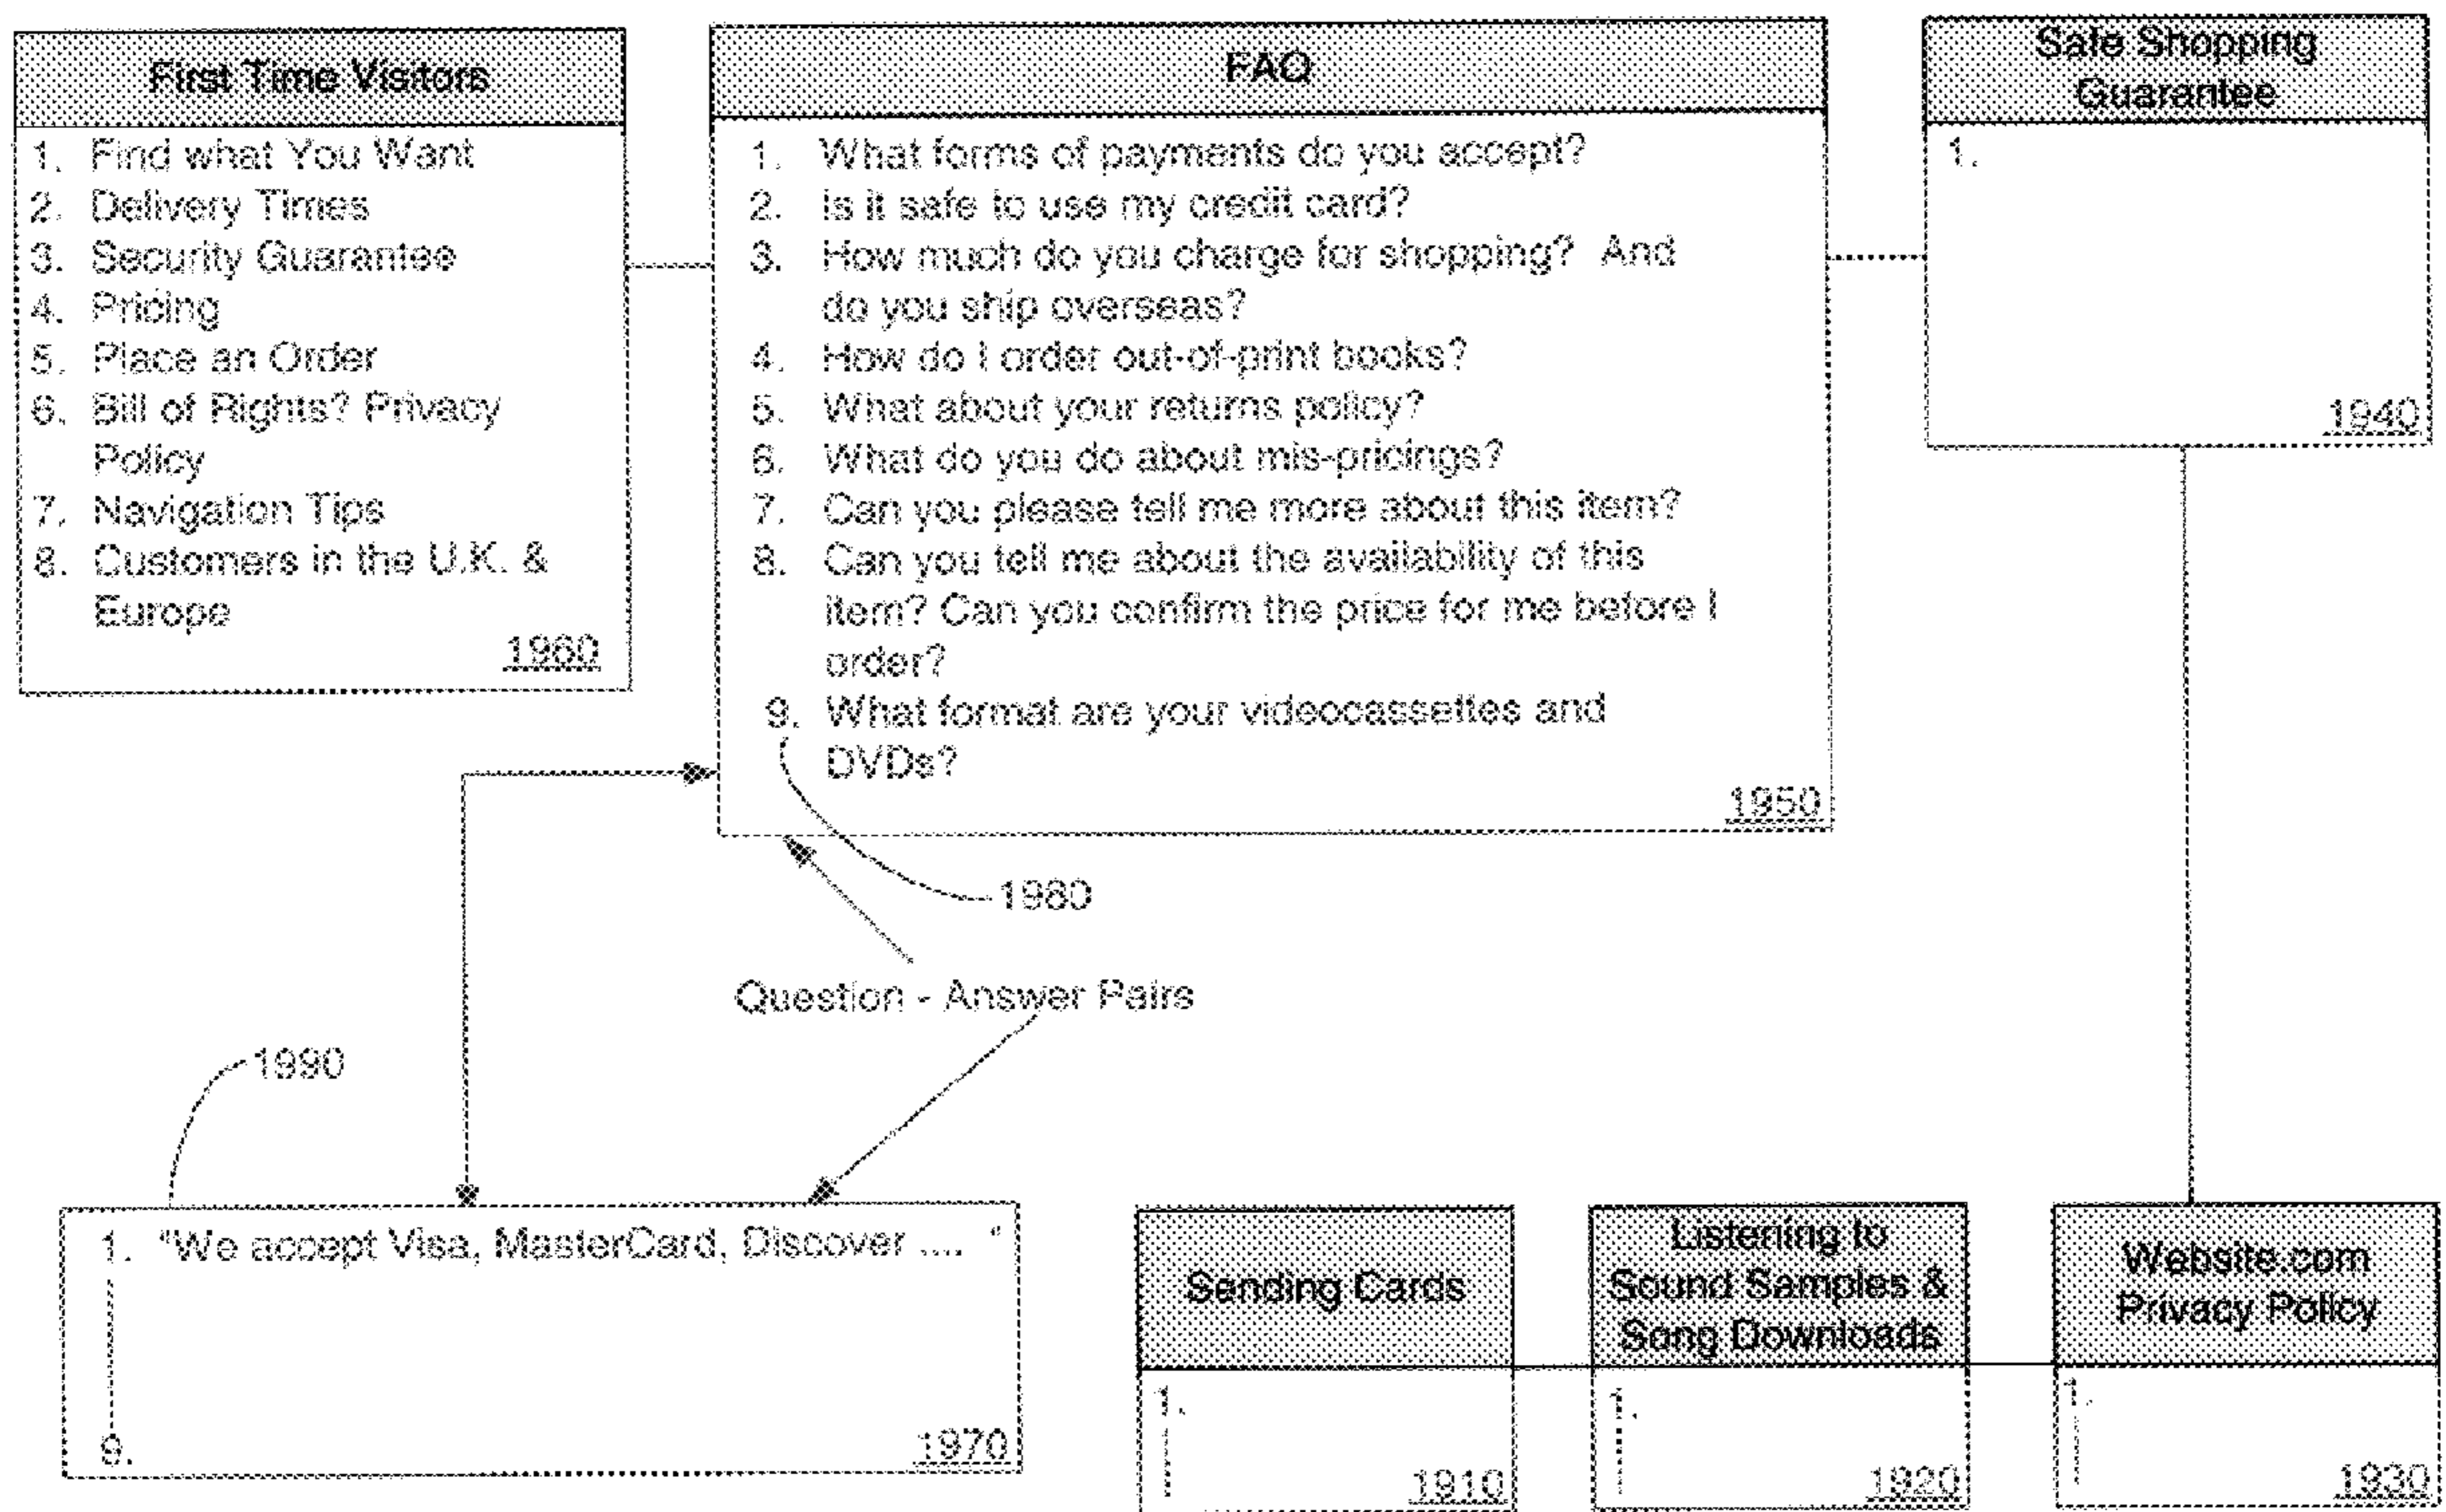 First Time Visitors
1. Find what You Want
2. Delivery Times
3. Security Guarantee
4. Pricing
5. Place an Order
6. Bill of Rights? Privacy
Policy
7. Navigation Tips
8. Customers in the U.K. &
Europe
1960
FAQ
1. What forms of payments do you accept?
2. Is it safe to use my credit card?
3. How much do you charge for shopping? And
do you ship overseas?
4. How do I order out-of-print books?
5. What about your returns policy?
6. What do you do about mis-pricings?
7. Can you please tell me more about this item?
8. Can you tell me about the availability of this
item? Can you confirm the price for me before I
order?
9. What format are your videocassettes and
DVDs?
1950
Safe Shopping
Guarantee
1.
1940
1980
Question - Answer Pairs
1990
1. "We accept Visa, MasterCard, Discover .... "
9.
1970
Sending Cards
1.
1910
Listening to
Sound Samples &
Song Downloads
1.
1920
Website.com
Privacy Policy
1.
1930